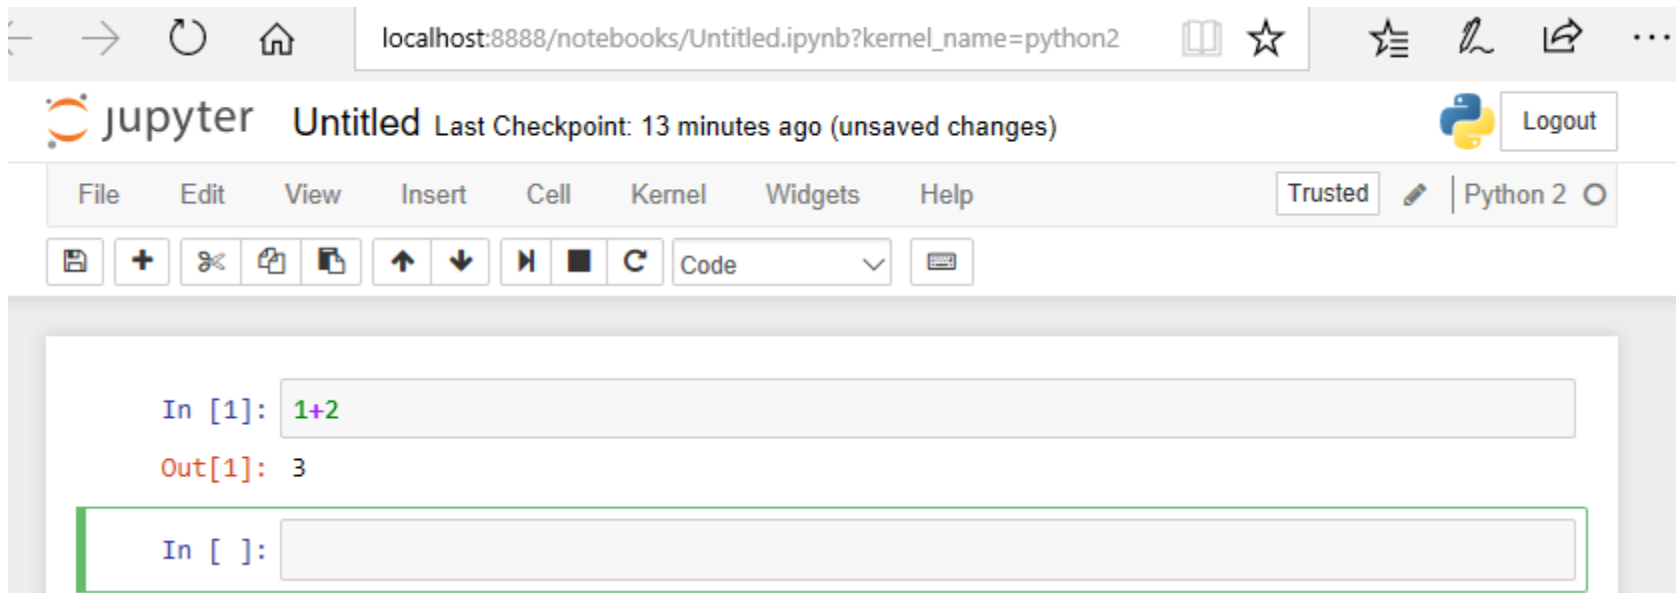 localhost:8888/notebooks/Untitled.ipynb?kernel_name=python2
jupyter Untitled Last Checkpoint: 13 minutes ago (unsaved changes) Logout
File Edit View Insert Cell Kernel Widgets Help Trusted Python 2
Code
In [1]: 1+2
Out[1]: 3
In [ ]: